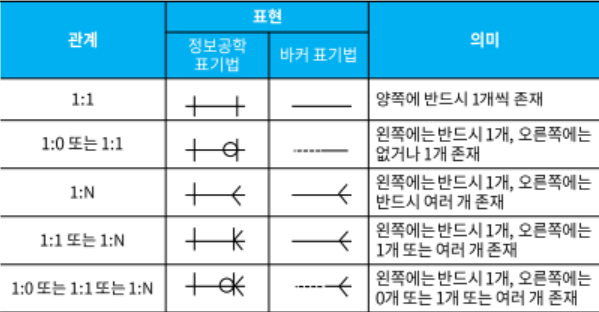 관계
표현
의미
정보공학
표기법
바커 표기법
1:1
양쪽에 반드시 1개씩 존재
1:0 또는 1:1
왼쪽에는 반드시 1개, 오른쪽에는
없거나 1개 존재
1:N
왼쪽에는 반드시 1개, 오른쪽에는
반드시 여러 개 존재
1:1 또는 1:N
왼쪽에는 반드시 1개, 오른쪽에는
1개 또는 여러 개 존재
1:0 또는 1:1 또는 1:N
왼쪽에는 반드시 1개, 오른쪽에는
0개 또는 1개 또는 여러 개 존재